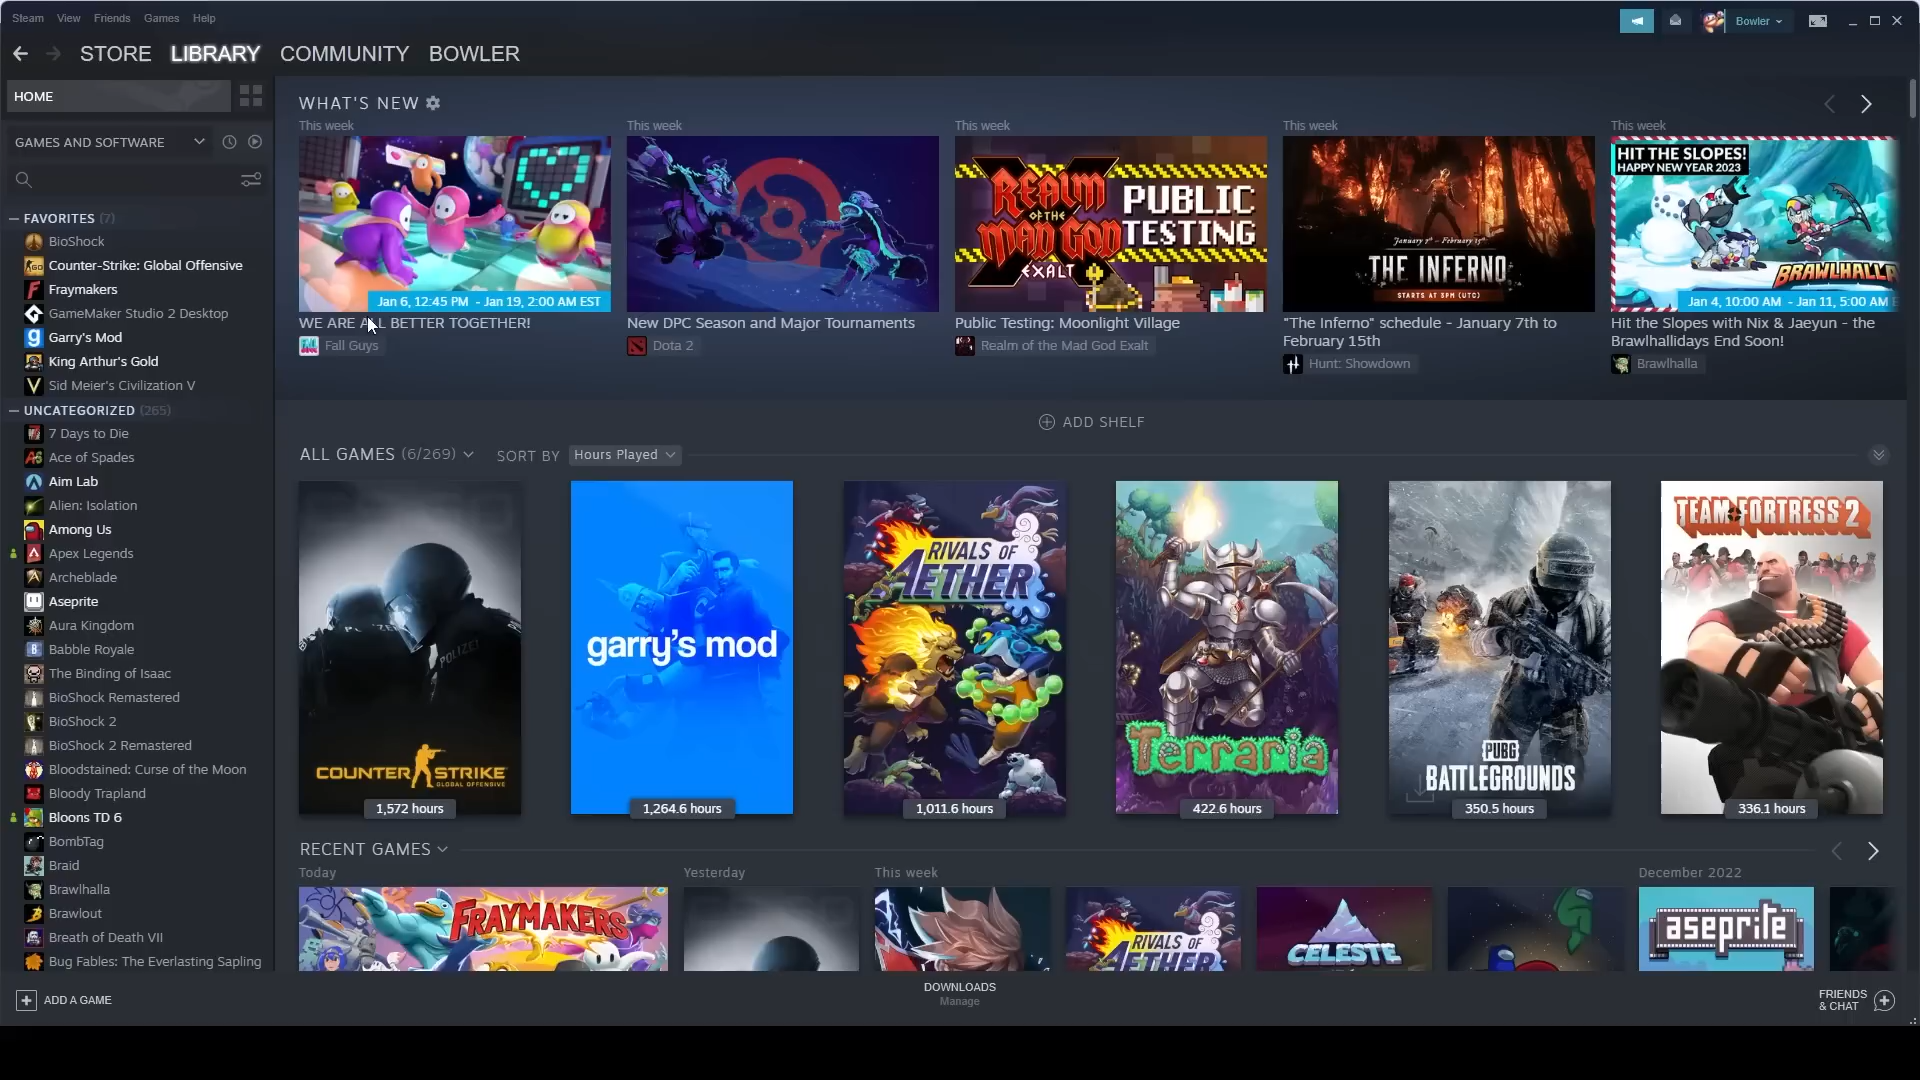 Steam View Friends Games Help
Bowler
STORE LIBRARY COMMUNITY BOWLER
HOME
GAMES AND SOFTWARE
FAVORITES (7)
BioShock
Counter-Strike: Global Offensive
Fraymakers
GameMaker Studio 2 Desktop
Garry's Mod
King Arthur's Gold
Sid Meier's Civilization V
UNCATEGORIZED (265)
7 Days to Die
Ace of Spades
Aim Lab
Alien: Isolation
Among Us
Apex Legends
Archeblade
Aseprite
Aura Kingdom
Babble Royale
The Binding of Isaac
BioShock Remastered
BioShock 2
BioShock 2 Remastered
Bloodstained: Curse of the Moon
Bloody Trapland
Bloons TD 6
BombTag
Braid
Brawlhalla
Brawlout
Breath of Death VII
Bug Fables: The Everlasting Sapling
WHAT'S NEW
This week
Jan 6, 12:45 PM - Jan 19, 2:00 AM EST
WE ARE ALL BETTER TOGETHER!
Fall Guys
This week
New DPC Season and Major Tournaments
Dota 2
This week
REALM
OF THE
MAD GOD
EXALT
PUBLIC
TESTING
Public Testing: Moonlight Village
Realm of the Mad God Exalt
This week
January 7th - February 15th
THE INFERNO
STARTS AT 5PM (UTC)
"The Inferno" schedule - January 7th to
February 15th
Hunt: Showdown
This week
HIT THE SLOPES!
HAPPY NEW YEAR 2023
BRAWLHALLA
Jan 4, 10:00 AM - Jan 11, 5:00 AM E
Hit the Slopes with Nix & Jaeyun - the
Brawlhallidays End Soon!
Brawlhalla
ADD SHELF
ALL GAMES (6/269) SORT BY Hours Played
POLIZEI
COUNTER STRIKE
GLOBAL OFFENSIVE
1,572 hours
garry's mod
1,264.6 hours
RIVALS OF
AETHER
1,011.6 hours
Terraria
422.6 hours
PUBG
BATTLEGROUNDS
350.5 hours
TEAM FORTRESS 2
336.1 hours
RECENT GAMES
Today Yesterday This week December 2022
FRAYMAKERS
RIVALS OF
AETHER
CELESTE
aseprite
ADD A GAME
DOWNLOADS
Manage
FRIENDS
& CHAT